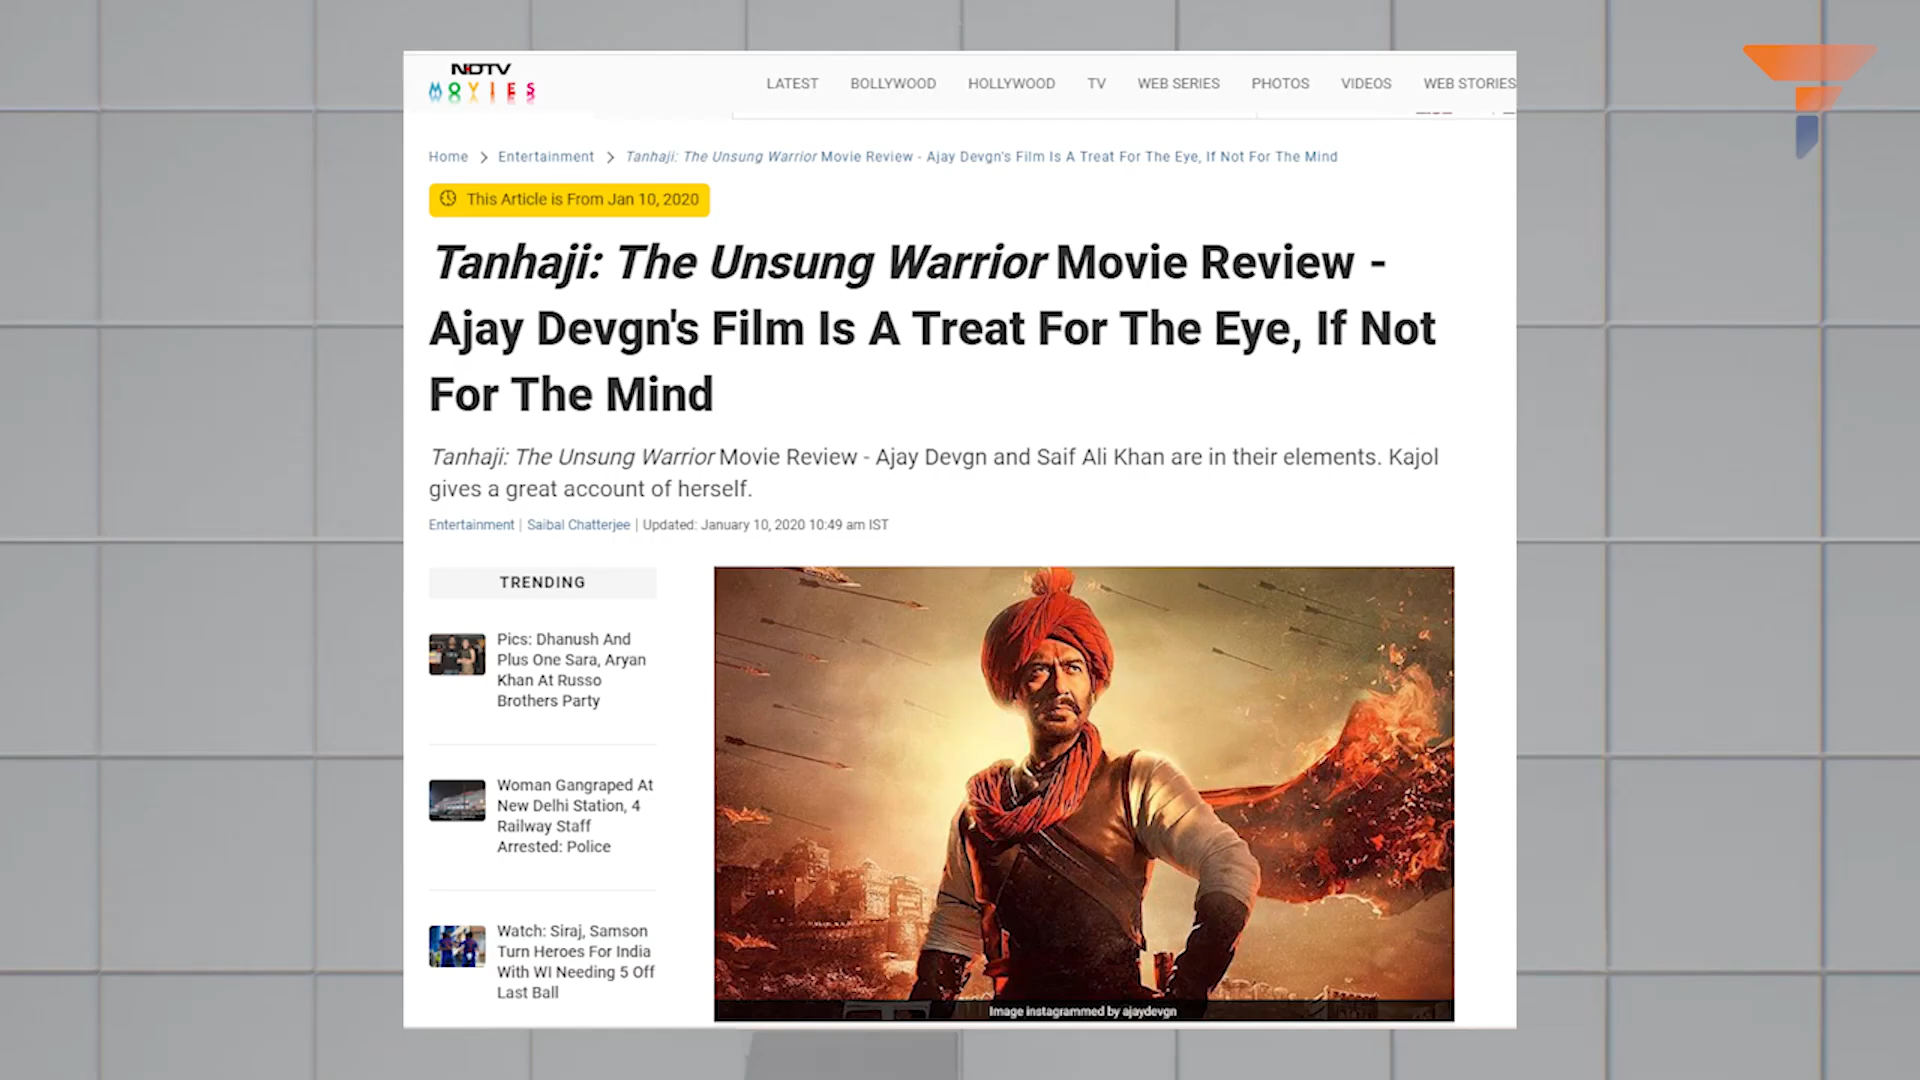 NDTV
MOVIES
LATEST BOLLYWOOD HOLLYWOOD TV WEB SERIES PHOTOS VIDEOS WEB STORIES
Home > Entertainment > Tanhaji: The Unsung Warrior Movie Review - Ajay Devgn's Film Is A Treat For The Eye, If Not For The Mind
This Article is From Jan 10, 2020
Tanhaji: The Unsung Warrior Movie Review -
Ajay Devgn's Film Is A Treat For The Eye, If Not
For The Mind
Tanhaji: The Unsung Warrior Movie Review - Ajay Devgn and Saif Ali Khan are in their elements. Kajol
gives a great account of herself.
Entertainment | Saibal Chatterjee | Updated: January 10, 2020 10:49 am IST
TRENDING
Pics: Dhanush And
Plus One Sara, Aryan
Khan At Russo
Brothers Party
Woman Gangraped At
New Delhi Station, 4
Railway Staff
Arrested: Police
Watch: Siraj, Samson
Turn Heroes For India
With WI Needing 5 Off
Last Ball
Image instagrammed by ajaydevgn